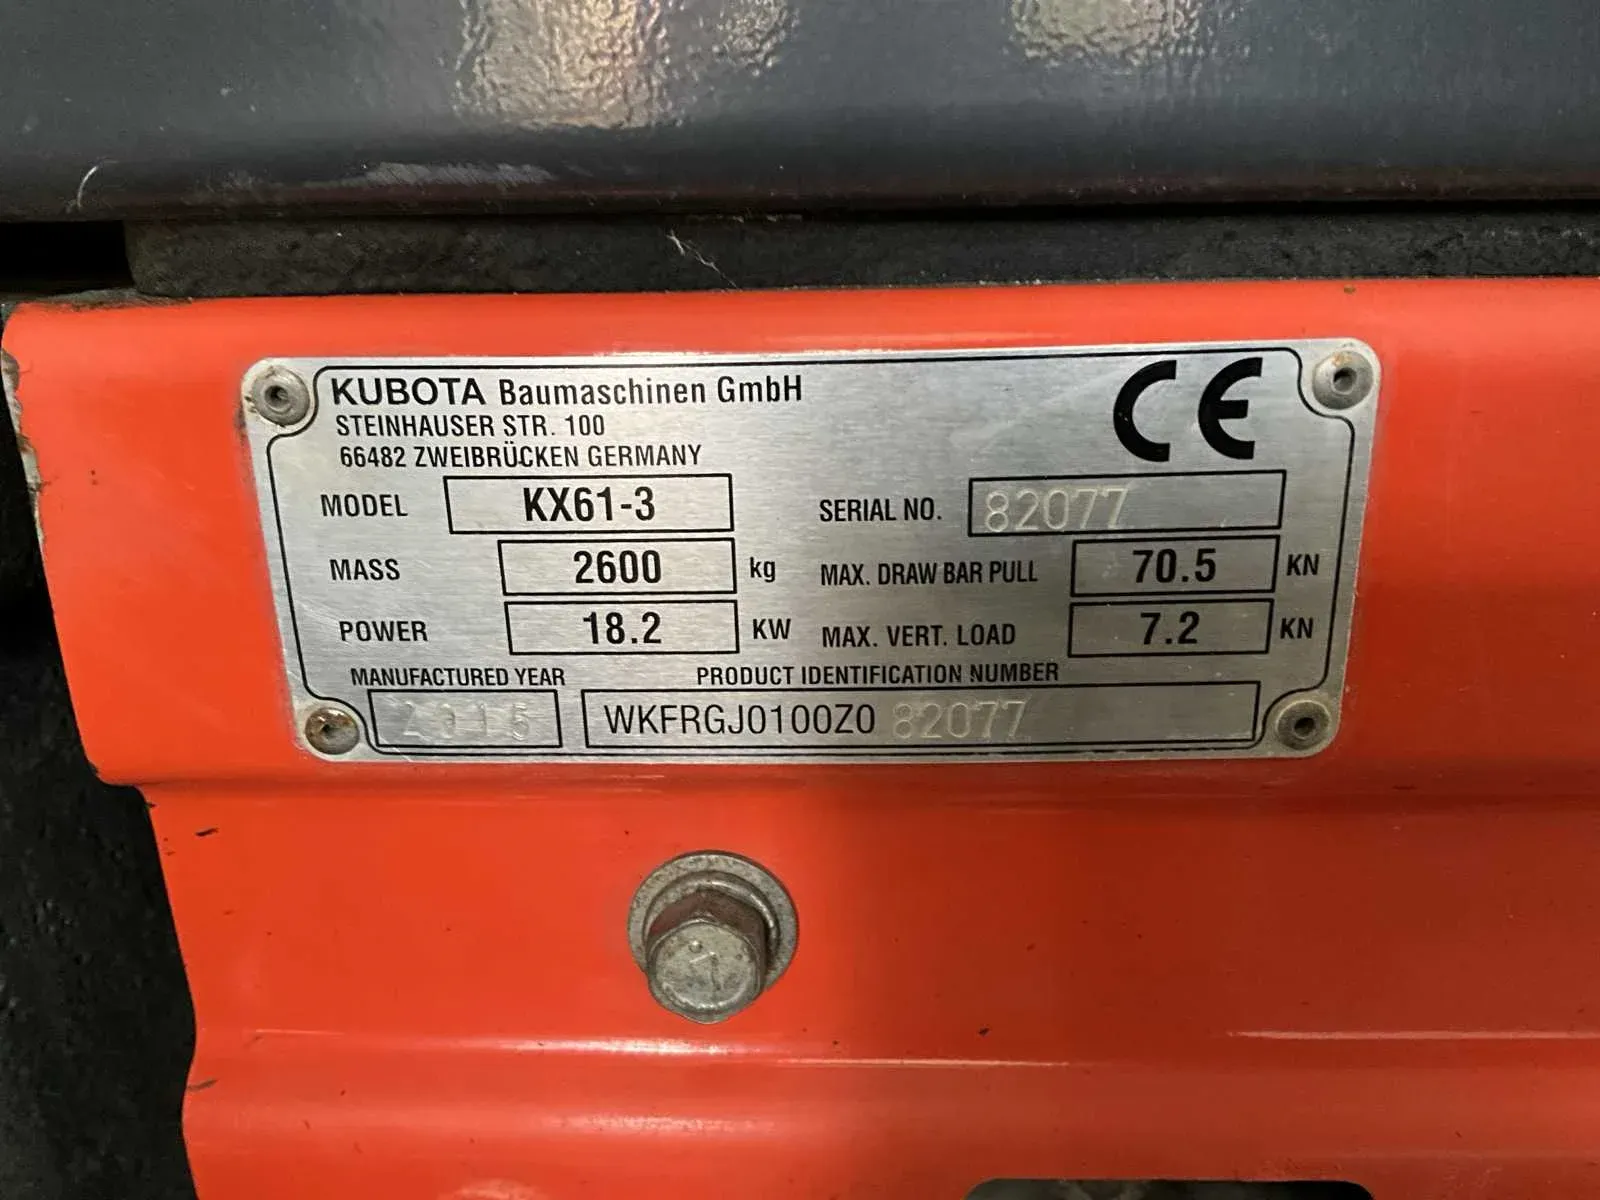 KUBOTA Baumaschinen GmbH
STEINHAUSER STR. 100
66482 ZWEIBRÜCKEN GERMANY
CE
MODEL KX61-3 SERIAL NO. 82077
MASS 2600 kg MAX. DRAW BAR PULL 70.5 KN
POWER 18.2 KW MAX. VERT. LOAD 7.2 KN
MANUFACTURED YEAR PRODUCT IDENTIFICATION NUMBER
2015 WKFRGJ0100Z0 82077
7